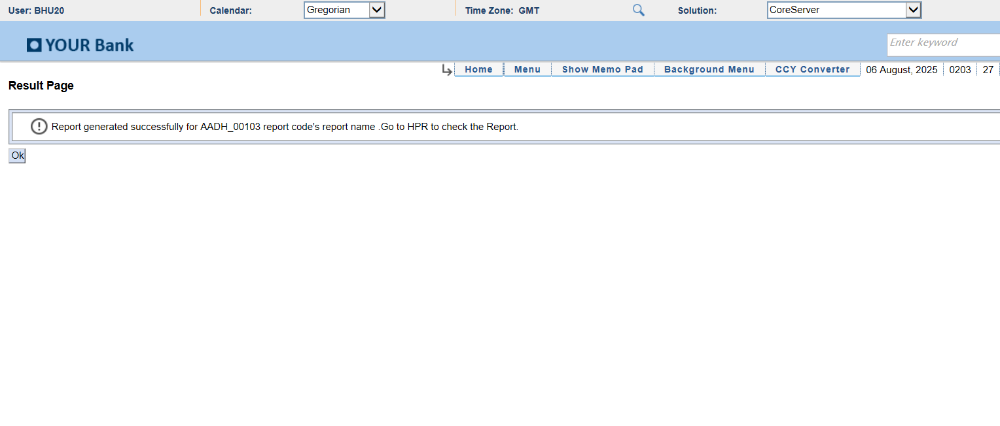 User: BHU20 Calendar: Gregorian Time Zone: GMT Solution: CoreServer
YOUR Bank Enter keyword
Home Menu Show Memo Pad Background Menu CCY Converter 06 August, 2025 0203 27
Result Page
Report generated successfully for AADH_00103 report code's report name .Go to HPR to check the Report.
Ok